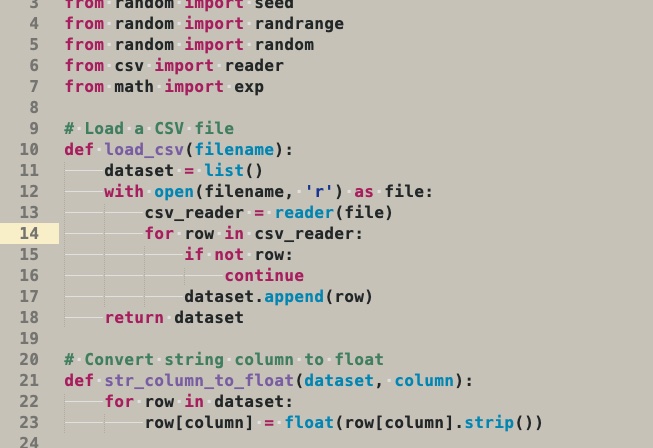 3 from random import seed
4 from random import randrange
5 from random import random
6 from csv import reader
7 from math import exp
8
9 # Load a CSV file
10 def load_csv(filename):
11     dataset = list()
12     with open(filename, 'r') as file:
13         csv_reader = reader(file)
14         for row in csv_reader:
15             if not row:
16                 continue
17             dataset.append(row)
18     return dataset
19
20 # Convert string column to float
21 def str_column_to_float(dataset, column):
22     for row in dataset:
23         row[column] = float(row[column].strip())
24